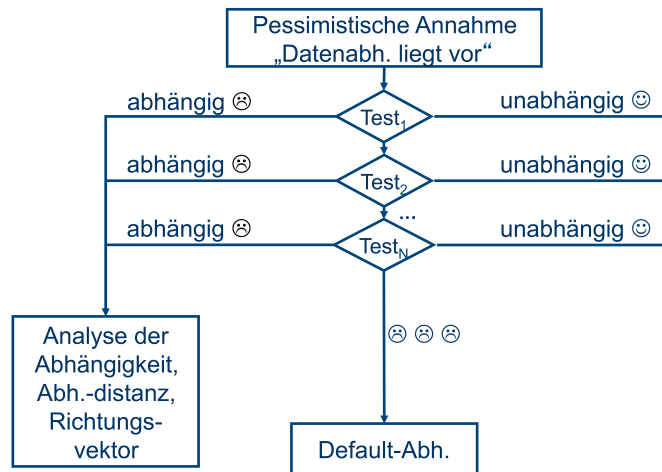 Pessimistische Annahme
„Datenabh. liegt vor“
abhängig ☹
Test₁
unabhängig ☺
abhängig ☹
Test₂
unabhängig ☺
...
abhängig ☹
Test_N
unabhängig ☺
☹ ☹ ☹
Analyse der
Abhängigkeit,
Abh.-distanz,
Richtungs-
vektor
Default-Abh.